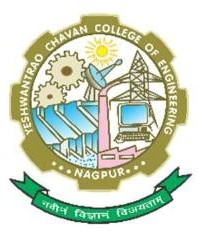 YESHWANTRAO CHAVAN COLLEGE OF ENGINEERING
NAGPUR
नवीनं विज्ञानं विजयताम्